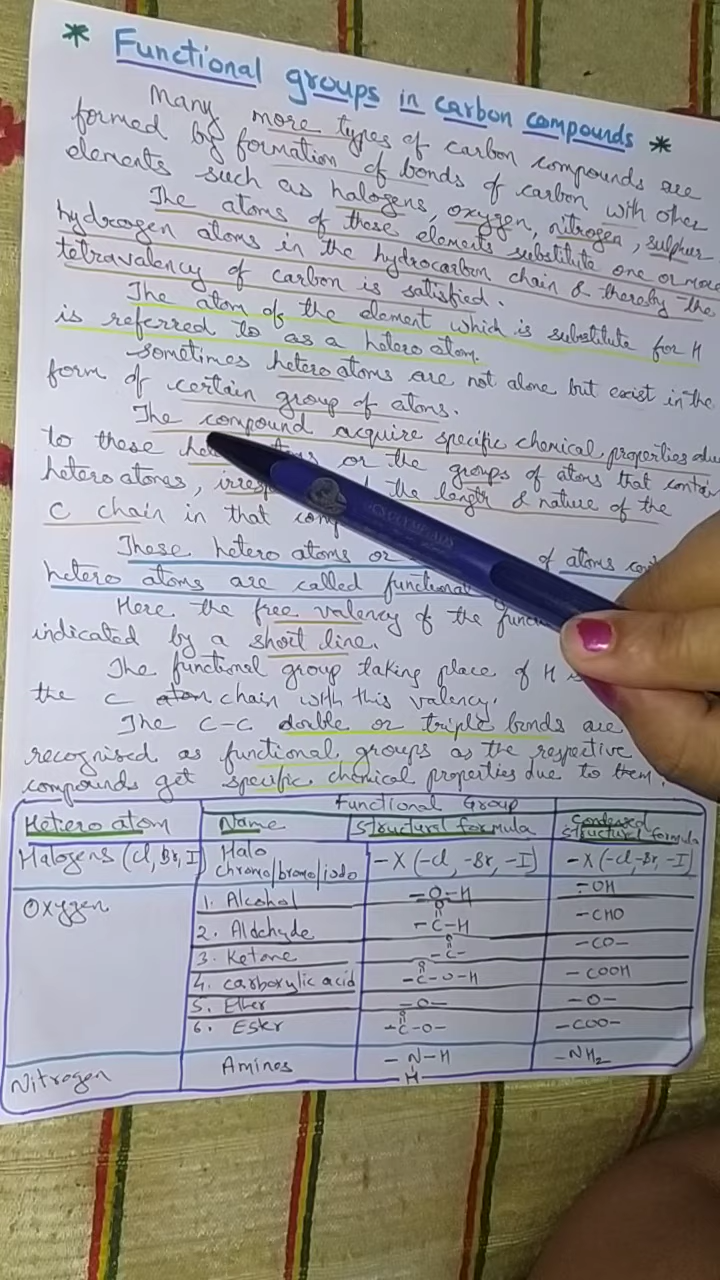 * Functional groups in carbon compounds *
Many more types of carbon compounds are
formed by formation of bonds of carbon with other
elements such as halogens, oxygen, nitrogen, sulphur
The atoms of these elements substitute one or more
hydrogen atoms in the hydrocarbon chain & thereby the
tetravalency of carbon is satisfied.
The atom of the element which is substitute for H
is referred to as a hetero atom.
Sometimes hetero atoms are not alone but exist in the
form of certain group of atoms.
The compound acquire specific chemical properties due
to these or the groups of atoms that contai
hetero atoms, the length & nature of the
C chain in that
These hetero atoms or of atoms
hetero atoms are called functional
Here the free valency of the
indicated by a short line.
The functional group taking place of H
the C chain with this valency.
The C-C double or triple bonds are
recognised as functional groups as the respective
compounds get specific chemical properties due to them.
Functional Group
Hetero atom Name Structural formula Condensed structural formula
Halogens (Cl, Br, I) Halo chromo/bromo/iodo -X (-Cl, -Br, -I) -X (-Cl, -Br, -I)
Oxygen 1. Alcohol -O-H -OH
2. Aldehyde O
-C-H -CHO
3. Ketone O
-C- -CO-
4. Carboxylic acid O
-C-O-H -COOH
5. Ether -O- -O-
6. Ester O
-C-O- -COO-
Nitrogen Amines -N-H -NH₂
H